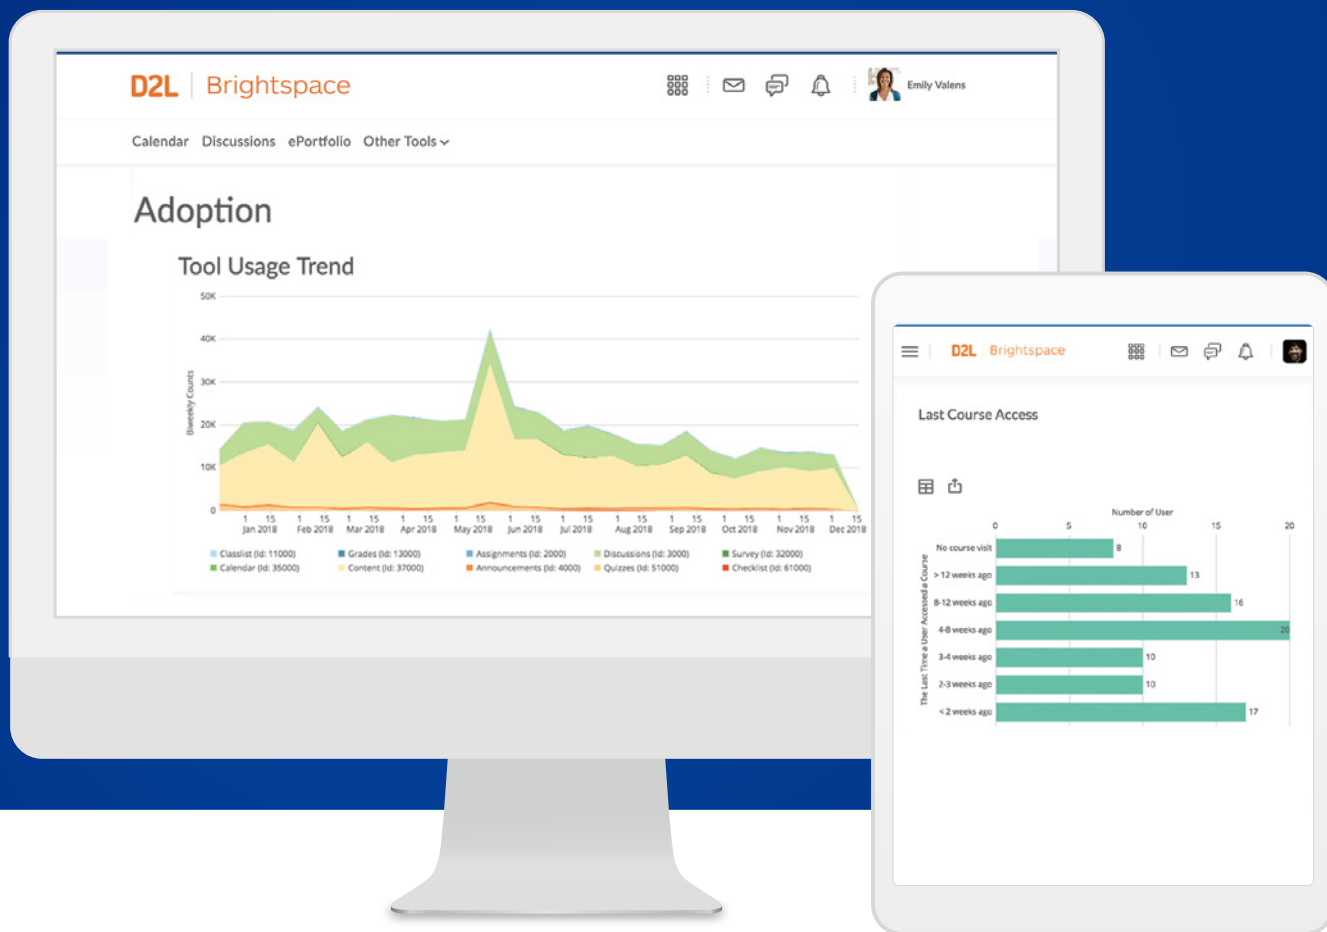 D2L Brightspace
Emily Valens
Calendar Discussions ePortfolio Other Tools
Adoption
Tool Usage Trend
50K
40K
30K
20K
10K
0
Biweekly Counts
1 15 1 15 1 15 1 15 1 15 1 15 1 15 1 15 1 15 1 15 1 15 1 15
Jan 2018 Feb 2018 Mar 2018 Apr 2018 May 2018 Jun 2018 Jul 2018 Aug 2018 Sep 2018 Oct 2018 Nov 2018 Dec 2018
Classlist (Id: 11000) Grades (Id: 13000) Assignments (Id: 2000) Discussions (Id: 3000) Survey (Id: 32000)
Calendar (Id: 35000) Content (Id: 37000) Announcements (Id: 4000) Quizzes (Id: 51000) Checklist (Id: 61000)
D2L Brightspace
Last Course Access
Number of User
0 5 10 15 20
The Last Time a User Accessed a Course
No course visit 8
> 12 weeks ago 13
8-12 weeks ago 16
4-8 weeks ago 20
3-4 weeks ago 10
2-3 weeks ago 10
< 2 weeks ago 17